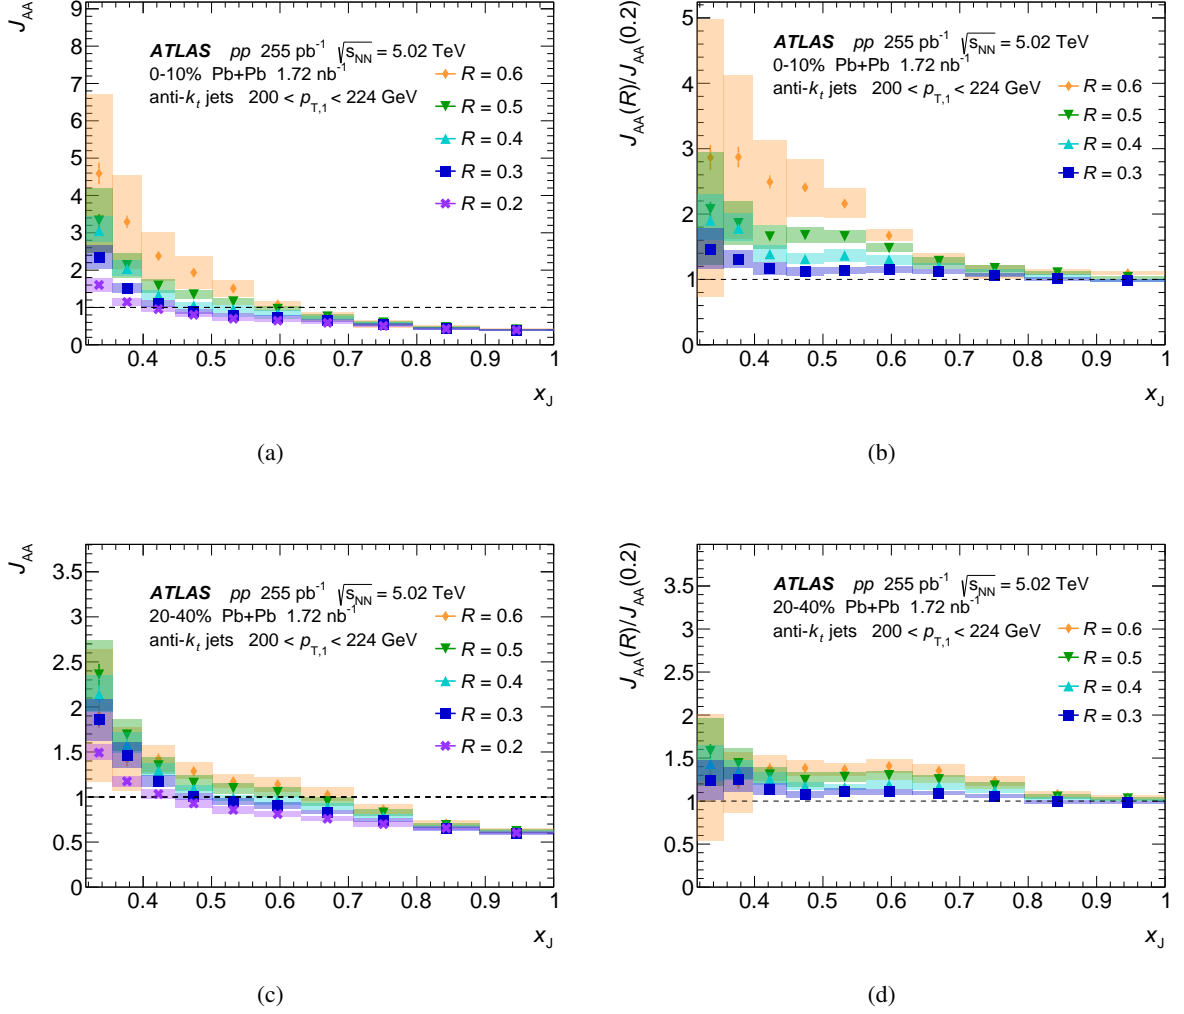 J_AA
9
8
7
6
5
4
3
2
1
0
ATLAS pp 255 pb⁻¹ √s_NN = 5.02 TeV
0-10% Pb+Pb 1.72 nb⁻¹
anti-k_t jets 200 < p_T,1 < 224 GeV
R = 0.6
R = 0.5
R = 0.4
R = 0.3
R = 0.2
0.4 0.5 0.6 0.7 0.8 0.9 1
x_J
(a)
J_AA(R)/J_AA(0.2)
5
4
3
2
1
0
ATLAS pp 255 pb⁻¹ √s_NN = 5.02 TeV
0-10% Pb+Pb 1.72 nb⁻¹
anti-k_t jets 200 < p_T,1 < 224 GeV
R = 0.6
R = 0.5
R = 0.4
R = 0.3
0.4 0.5 0.6 0.7 0.8 0.9 1
x_J
(b)
J_AA
3.5
3
2.5
2
1.5
1
0.5
0
ATLAS pp 255 pb⁻¹ √s_NN = 5.02 TeV
20-40% Pb+Pb 1.72 nb⁻¹
anti-k_t jets 200 < p_T,1 < 224 GeV
R = 0.6
R = 0.5
R = 0.4
R = 0.3
R = 0.2
0.4 0.5 0.6 0.7 0.8 0.9 1
x_J
(c)
J_AA(R)/J_AA(0.2)
3.5
3
2.5
2
1.5
1
0.5
0
ATLAS pp 255 pb⁻¹ √s_NN = 5.02 TeV
20-40% Pb+Pb 1.72 nb⁻¹
anti-k_t jets 200 < p_T,1 < 224 GeV
R = 0.6
R = 0.5
R = 0.4
R = 0.3
0.4 0.5 0.6 0.7 0.8 0.9 1
x_J
(d)